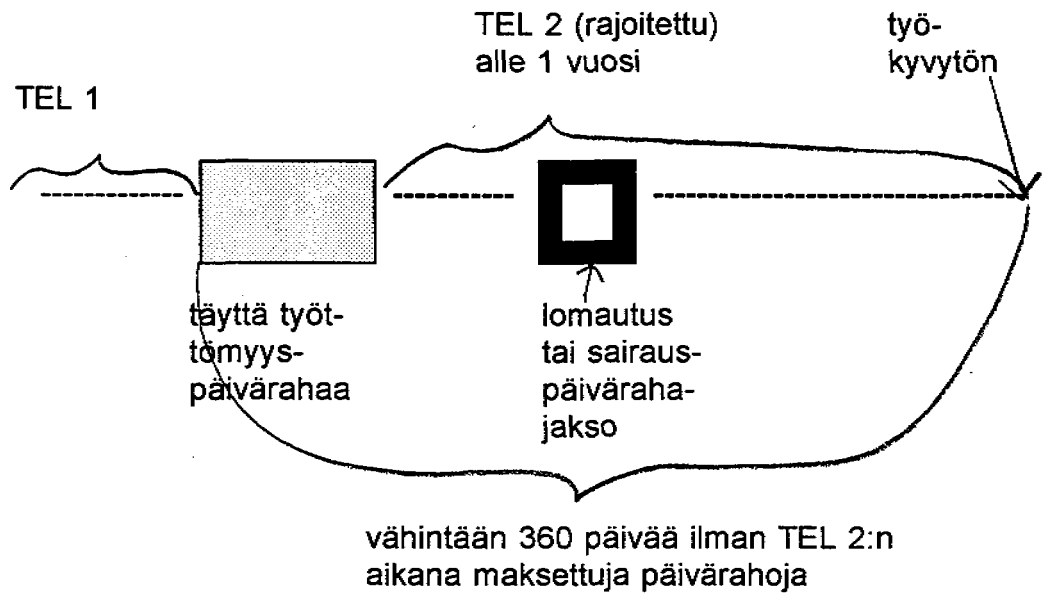 TEL 2 (rajoitettu)
alle 1 vuosi
työ-
kyvytön
TEL 1
täyttä työt-
tömyys-
päivärahaa
lomautus
tai sairaus-
päiväraha-
jakso
vähintään 360 päivää ilman TEL 2:n
aikana maksettuja päivärahoja